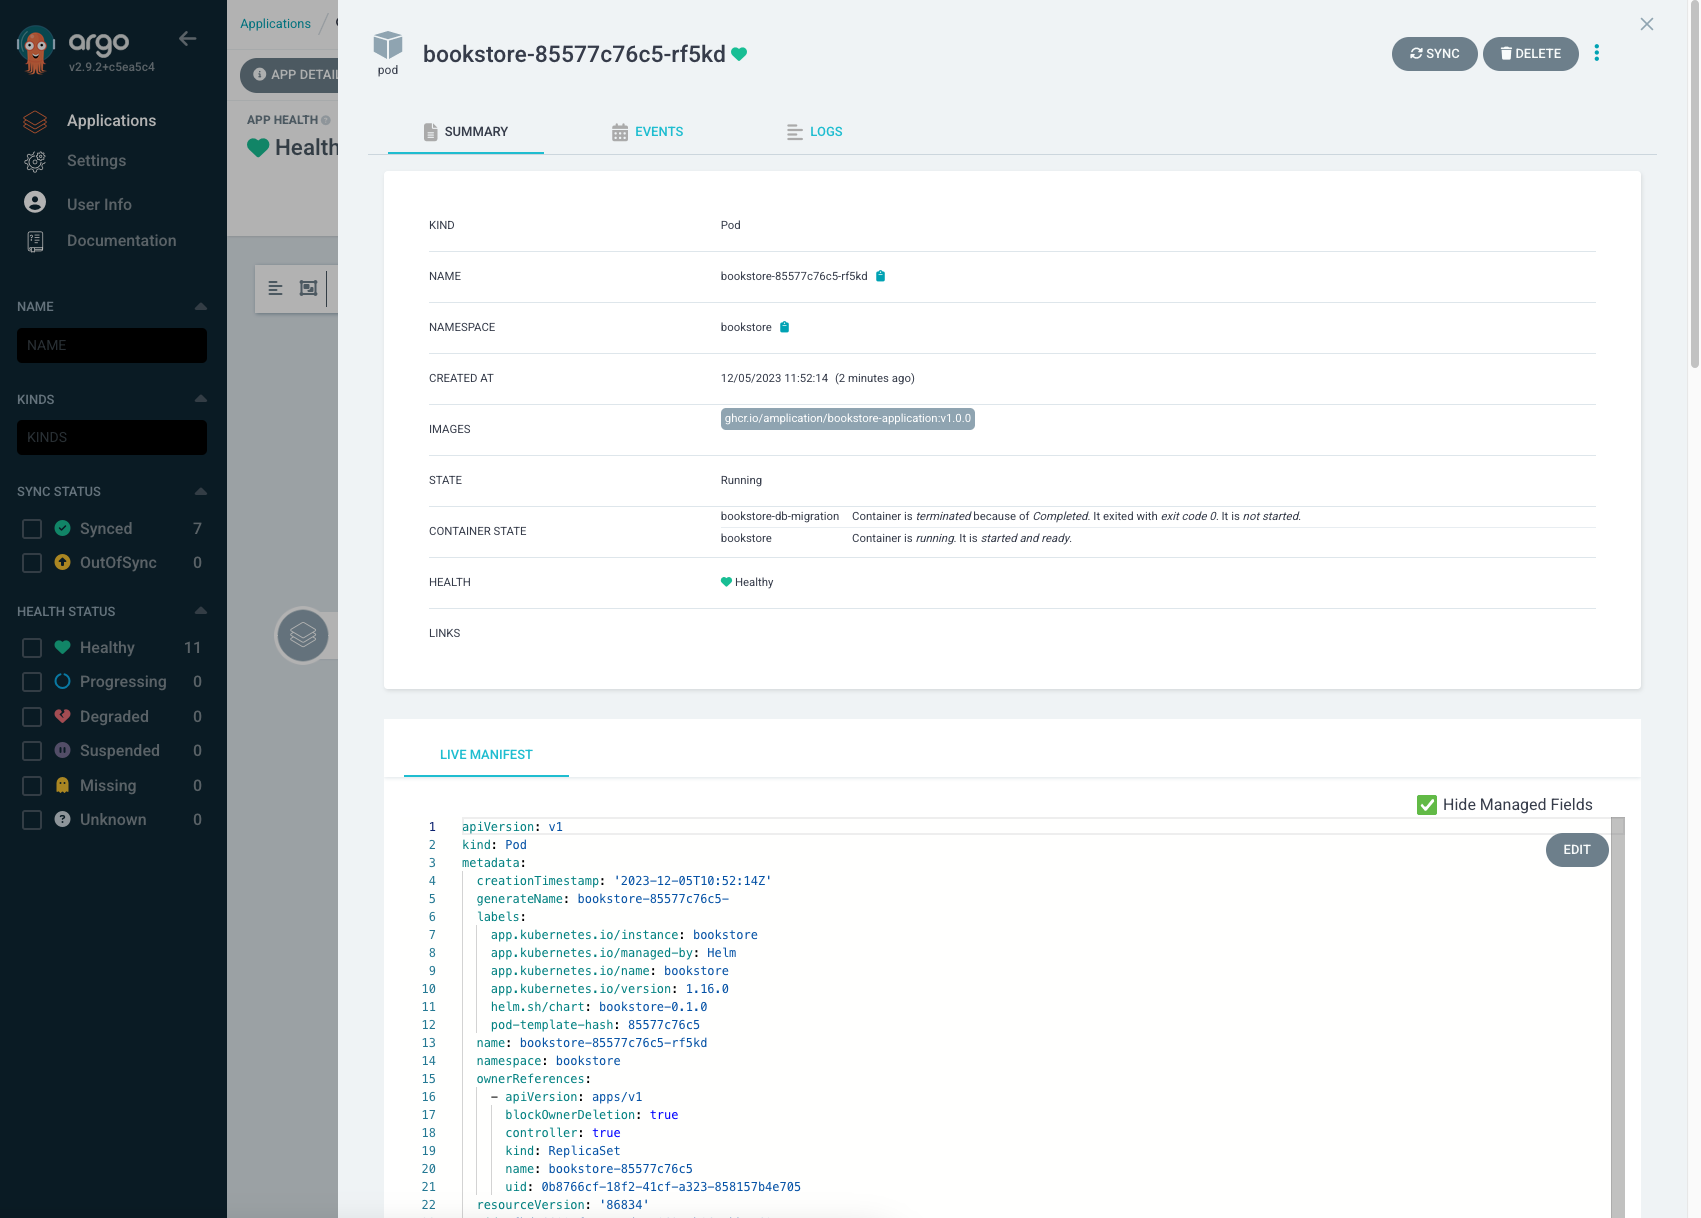 argo
v2.9.2+c5ea5c4
Applications
Settings
User Info
Documentation
NAME
NAME
KINDS
KINDS
SYNC STATUS
Synced 7
OutOfSync 0
HEALTH STATUS
Healthy 11
Progressing 0
Degraded 0
Suspended 0
Missing 0
Unknown 0
Applications /
APP DETAI
APP HEALTH
Health
pod
bookstore-85577c76c5-rf5kd
SYNC
DELETE
SUMMARY
EVENTS
LOGS
KIND Pod
NAME bookstore-85577c76c5-rf5kd
NAMESPACE bookstore
CREATED AT 12/05/2023 11:52:14 (2 minutes ago)
IMAGES ghcr.io/amplication/bookstore-application:v1.0.0
STATE Running
CONTAINER STATE
bookstore-db-migration Container is terminated because of Completed. It exited with exit code 0. It is not started.
bookstore Container is running. It is started and ready.
HEALTH Healthy
LINKS
LIVE MANIFEST
Hide Managed Fields
EDIT
1 apiVersion: v1
2 kind: Pod
3 metadata:
4 creationTimestamp: '2023-12-05T10:52:14Z'
5 generateName: bookstore-85577c76c5-
6 labels:
7 app.kubernetes.io/instance: bookstore
8 app.kubernetes.io/managed-by: Helm
9 app.kubernetes.io/name: bookstore
10 app.kubernetes.io/version: 1.16.0
11 helm.sh/chart: bookstore-0.1.0
12 pod-template-hash: 85577c76c5
13 name: bookstore-85577c76c5-rf5kd
14 namespace: bookstore
15 ownerReferences:
16 - apiVersion: apps/v1
17 blockOwnerDeletion: true
18 controller: true
19 kind: ReplicaSet
20 name: bookstore-85577c76c5
21 uid: 0b8766cf-18f2-41cf-a323-858157b4e705
22 resourceVersion: '86834'